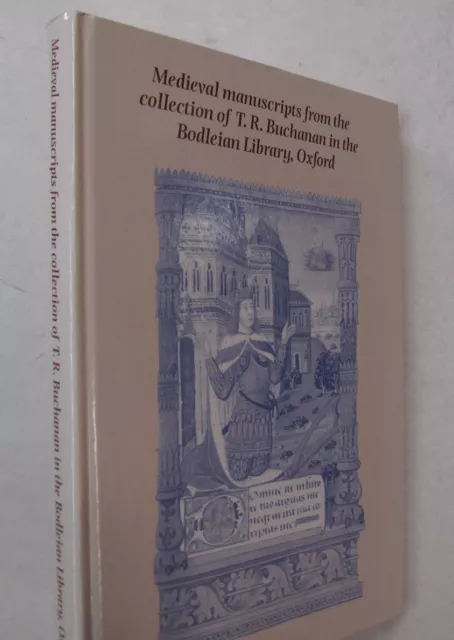 Medieval manuscripts from the
collection of T. R. Buchanan in the
Bodleian Library, Oxford
Medieval manuscripts from the collection of T. R. Buchanan in the Bodleian Library, O